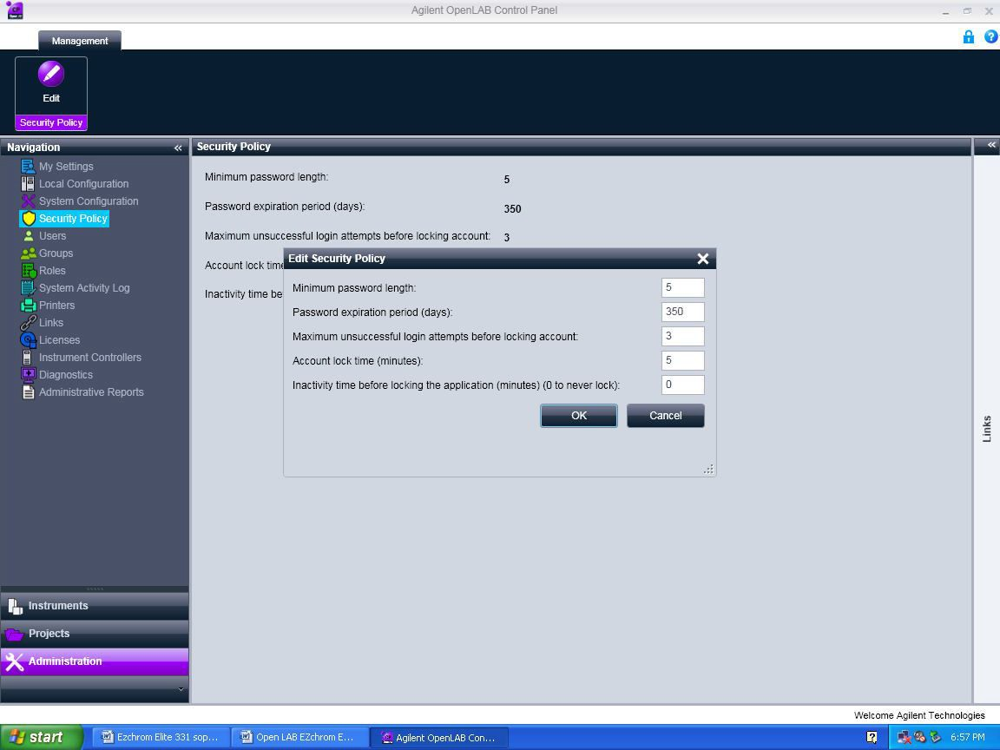 Agilent OpenLAB Control Panel
Management
Edit
Security Policy
Navigation
My Settings
Local Configuration
System Configuration
Security Policy
Users
Groups
Roles
System Activity Log
Printers
Links
Licenses
Instrument Controllers
Diagnostics
Administrative Reports
Instruments
Projects
Administration
Security Policy
Minimum password length: 5
Password expiration period (days): 350
Maximum unsuccessful login attempts before locking account: 3
Account lock time
Inactivity time be
Edit Security Policy
Minimum password length: 5
Password expiration period (days): 350
Maximum unsuccessful login attempts before locking account: 3
Account lock time (minutes): 5
Inactivity time before locking the application (minutes) (0 to never lock): 0
OK Cancel
Links
Welcome Agilent Technologies
start
Ezchrom Elite 331 sop...
Open LAB EZchrom E...
Agilent OpenLAB Con...
6:57 PM